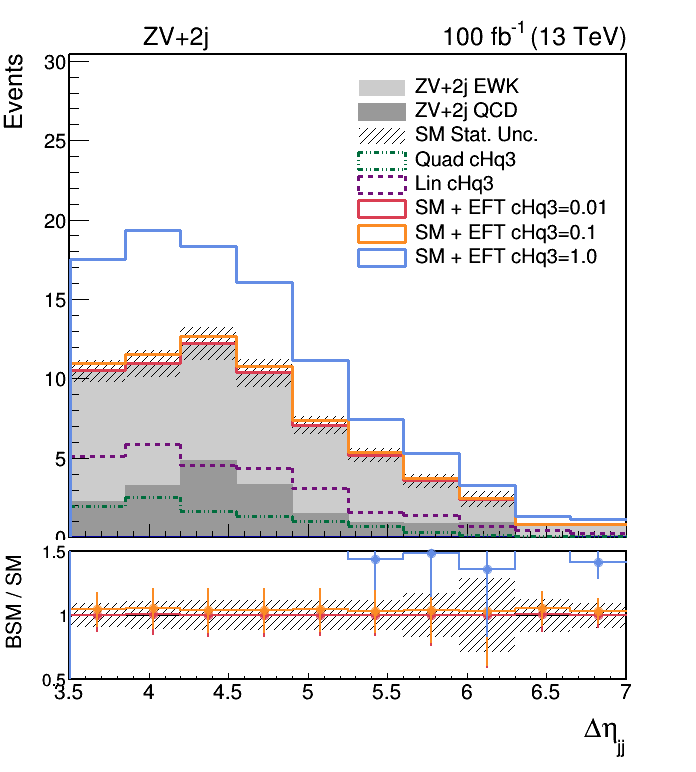 ZV+2j 100 fb⁻¹ (13 TeV)
Events
30
25
20
15
10
5
0
ZV+2j EWK
ZV+2j QCD
SM Stat. Unc.
Quad cHq3
Lin cHq3
SM + EFT cHq3=0.01
SM + EFT cHq3=0.1
SM + EFT cHq3=1.0
BSM / SM
1.5
1
0.5
3.5 4 4.5 5 5.5 6 6.5 7
Δηjj